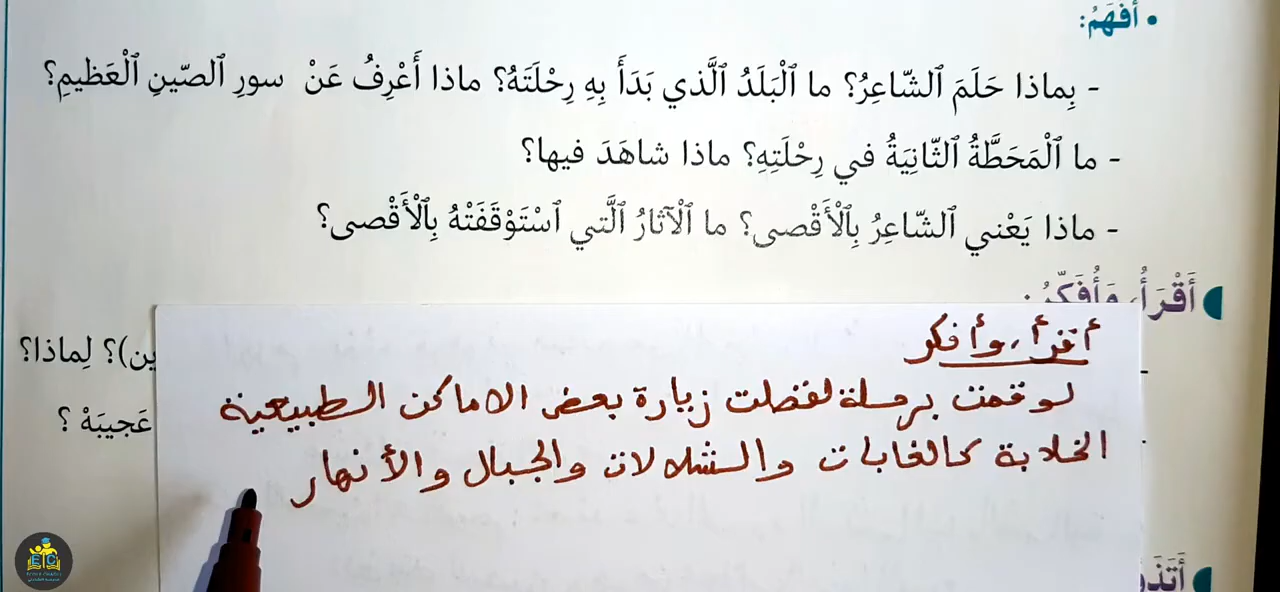 • أَفْهَمُ:
- بِماذا حَلَمَ ٱلشّاعِرُ؟ ما ٱلْبَلَدُ ٱلَّذي بَدَأَ بِهِ رِحْلَتَهُ؟ ماذا أَعْرِفُ عَنْ سورِ ٱلصّينِ ٱلْعَظيمِ؟
- ما ٱلْمَحَطَّةُ ٱلثّانِيَةُ في رِحْلَتِهِ؟ ماذا شاهَدَ فيها؟
- ماذا يَعْني ٱلشّاعِرُ بِٱلْأَقْصى؟ ما ٱلْآثارُ ٱلَّتي ٱسْتَوْقَفَتْهُ بِٱلْأَقْصى؟
أَقْرَأُ، وَأُفَكِّرُ:
أقرأ، وأفكر
ين)؟ لِماذا؟
لو قمت برحلة لفضلت زيارة بعض الاماكن الطبيعية
عَجيبَهْ ؟
الخلابة كالغابات والشلالات والجبال والأنهار
أَتَذَو